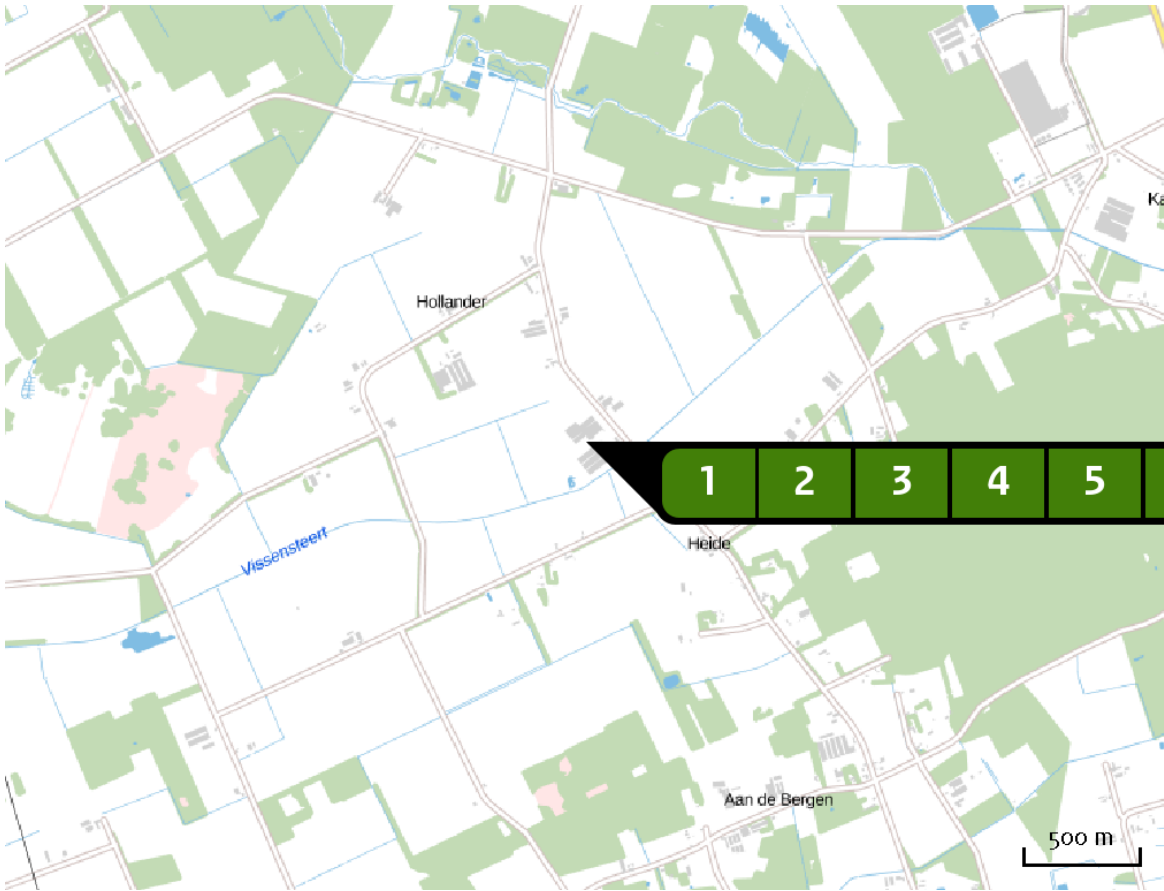 Ka
Hollander
1 2 3 4 5
Heide
Vissensteert
Aan de Bergen
500 m